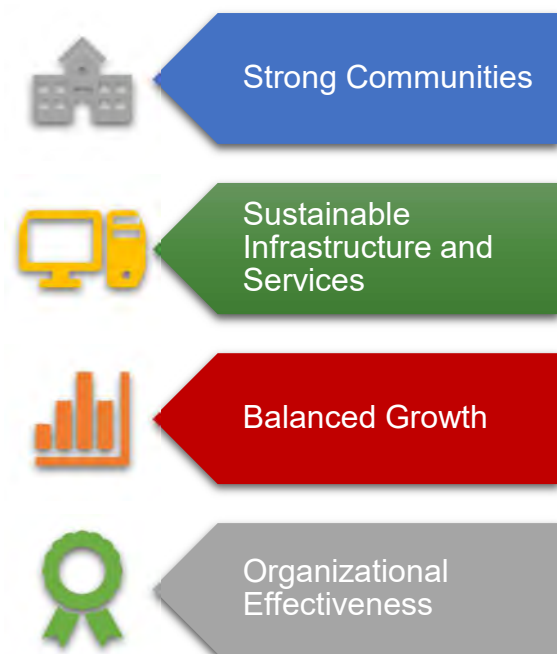 Strong Communities
Sustainable
Infrastructure and
Services
Balanced Growth
Organizational
Effectiveness